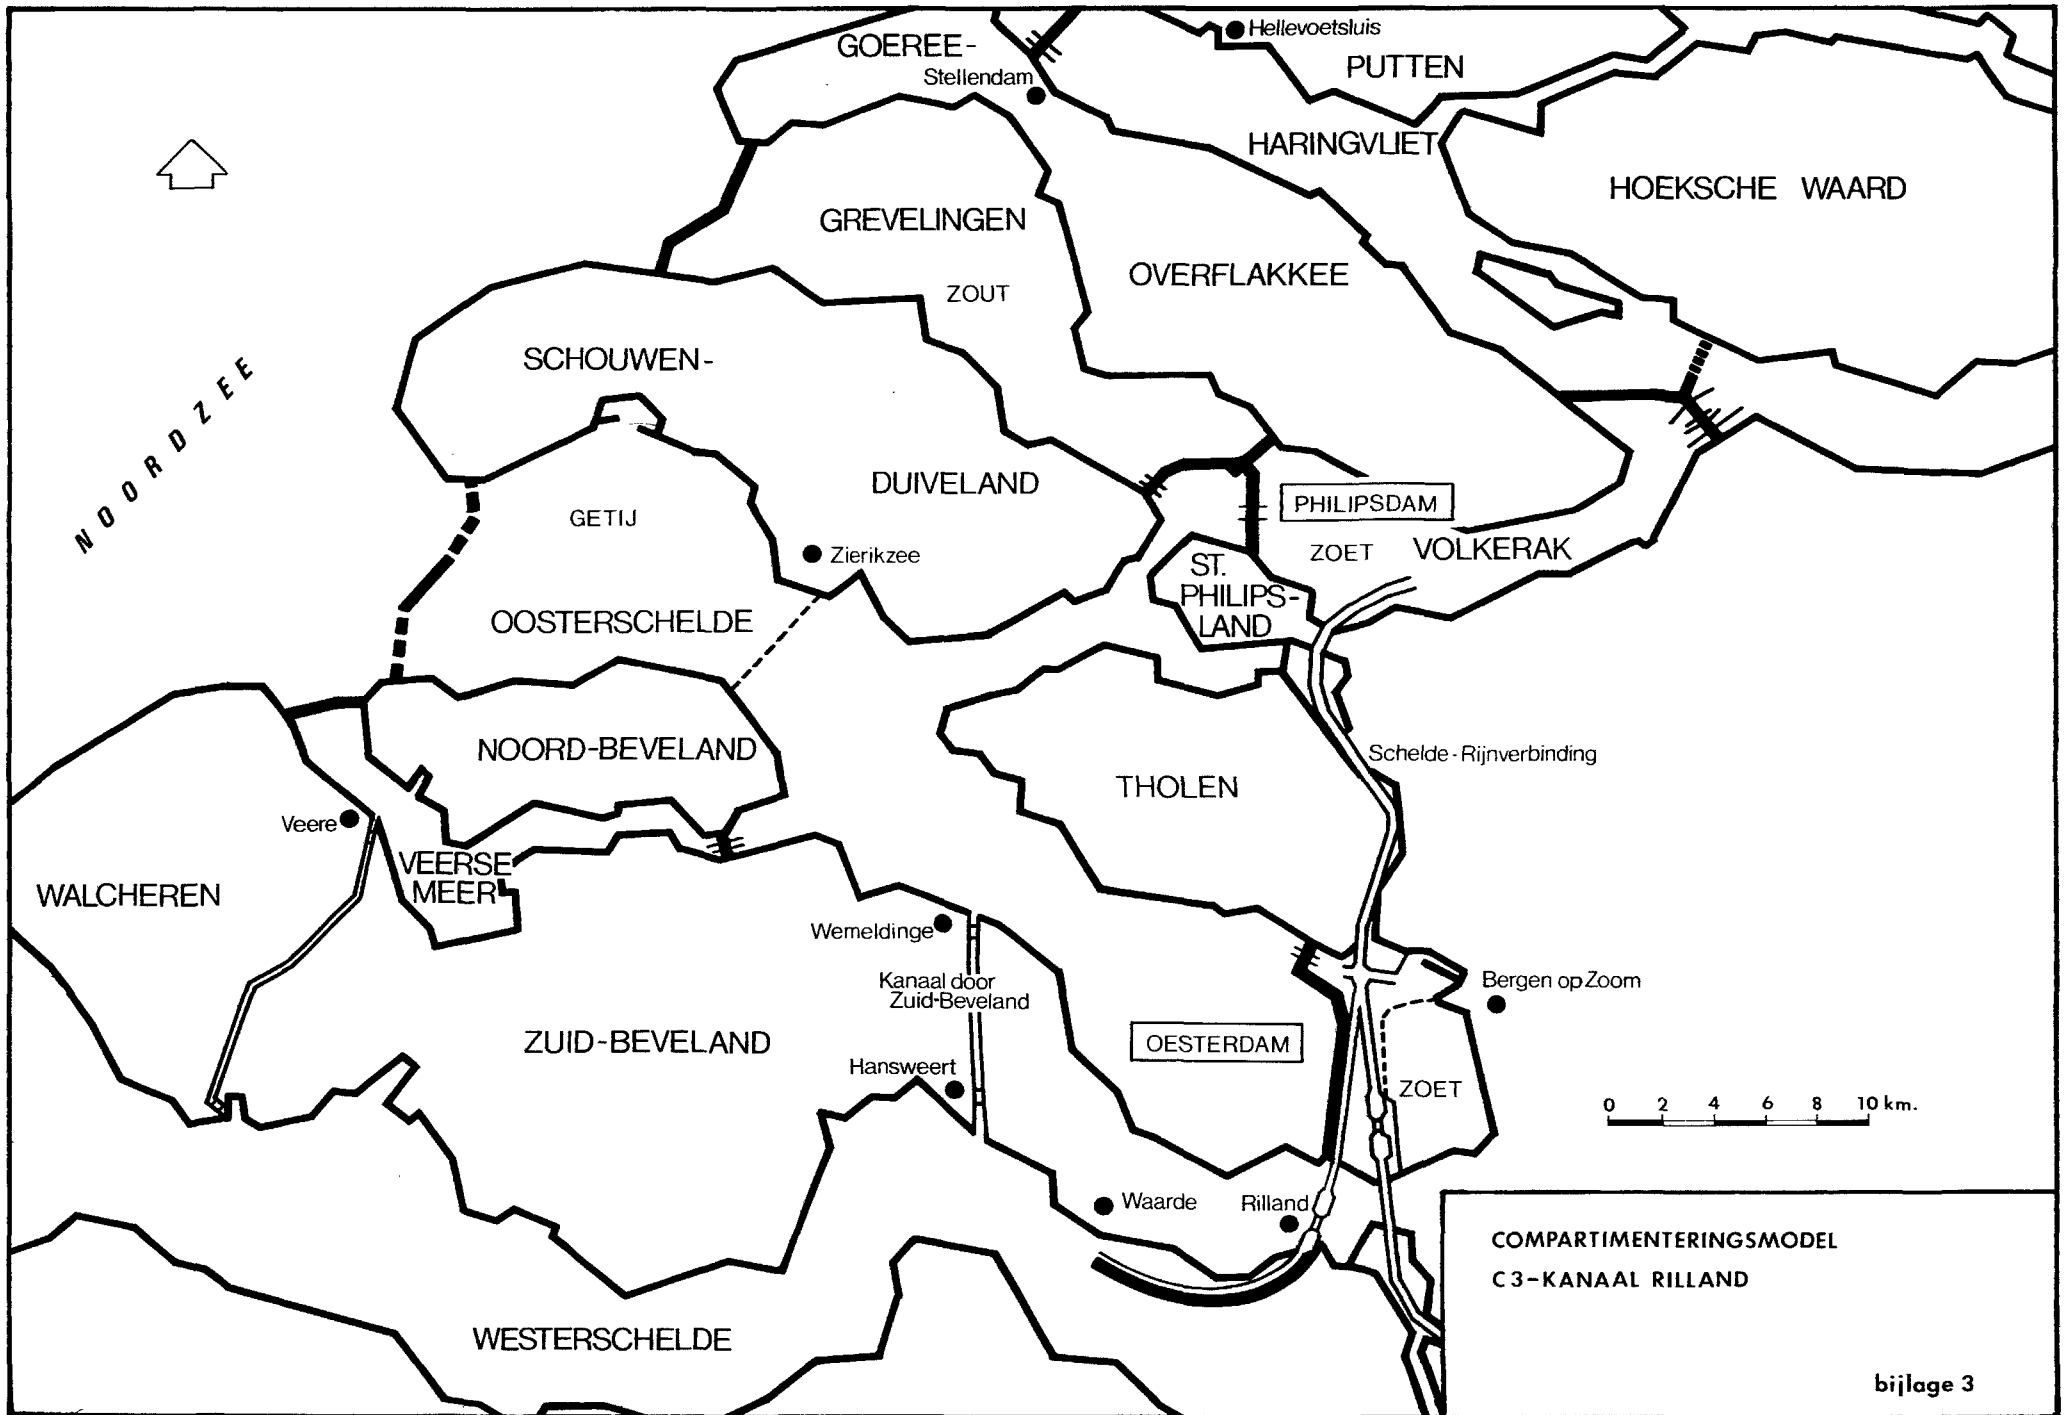 GOEREE-
Hellevoetsluis
PUTTEN
Stellendam
HARINGVLIET
HOEKSCHE WAARD
GREVELINGEN
OVERFLAKKEE
ZOUT
SCHOUWEN-
NOORDZEE
DUIVELAND
PHILIPSDAM
GETIJ
Zierikzee
ZOET
VOLKERAK
ST.
PHILIPS-
LAND
OOSTERSCHELDE
NOORD-BEVELAND
Schelde-Rijnverbinding
THOLEN
Veere
VEERSE
MEER
WALCHEREN
Wemeldinge
Kanaal door
Zuid-Beveland
Bergen op Zoom
ZUID-BEVELAND
OESTERDAM
Hansweert
ZOET
0 2 4 6 8 10 km.
Waarde
Rilland
WESTERSCHELDE
COMPARTIMENTERINGSMODEL
C3-KANAAL RILLAND
bijlage 3